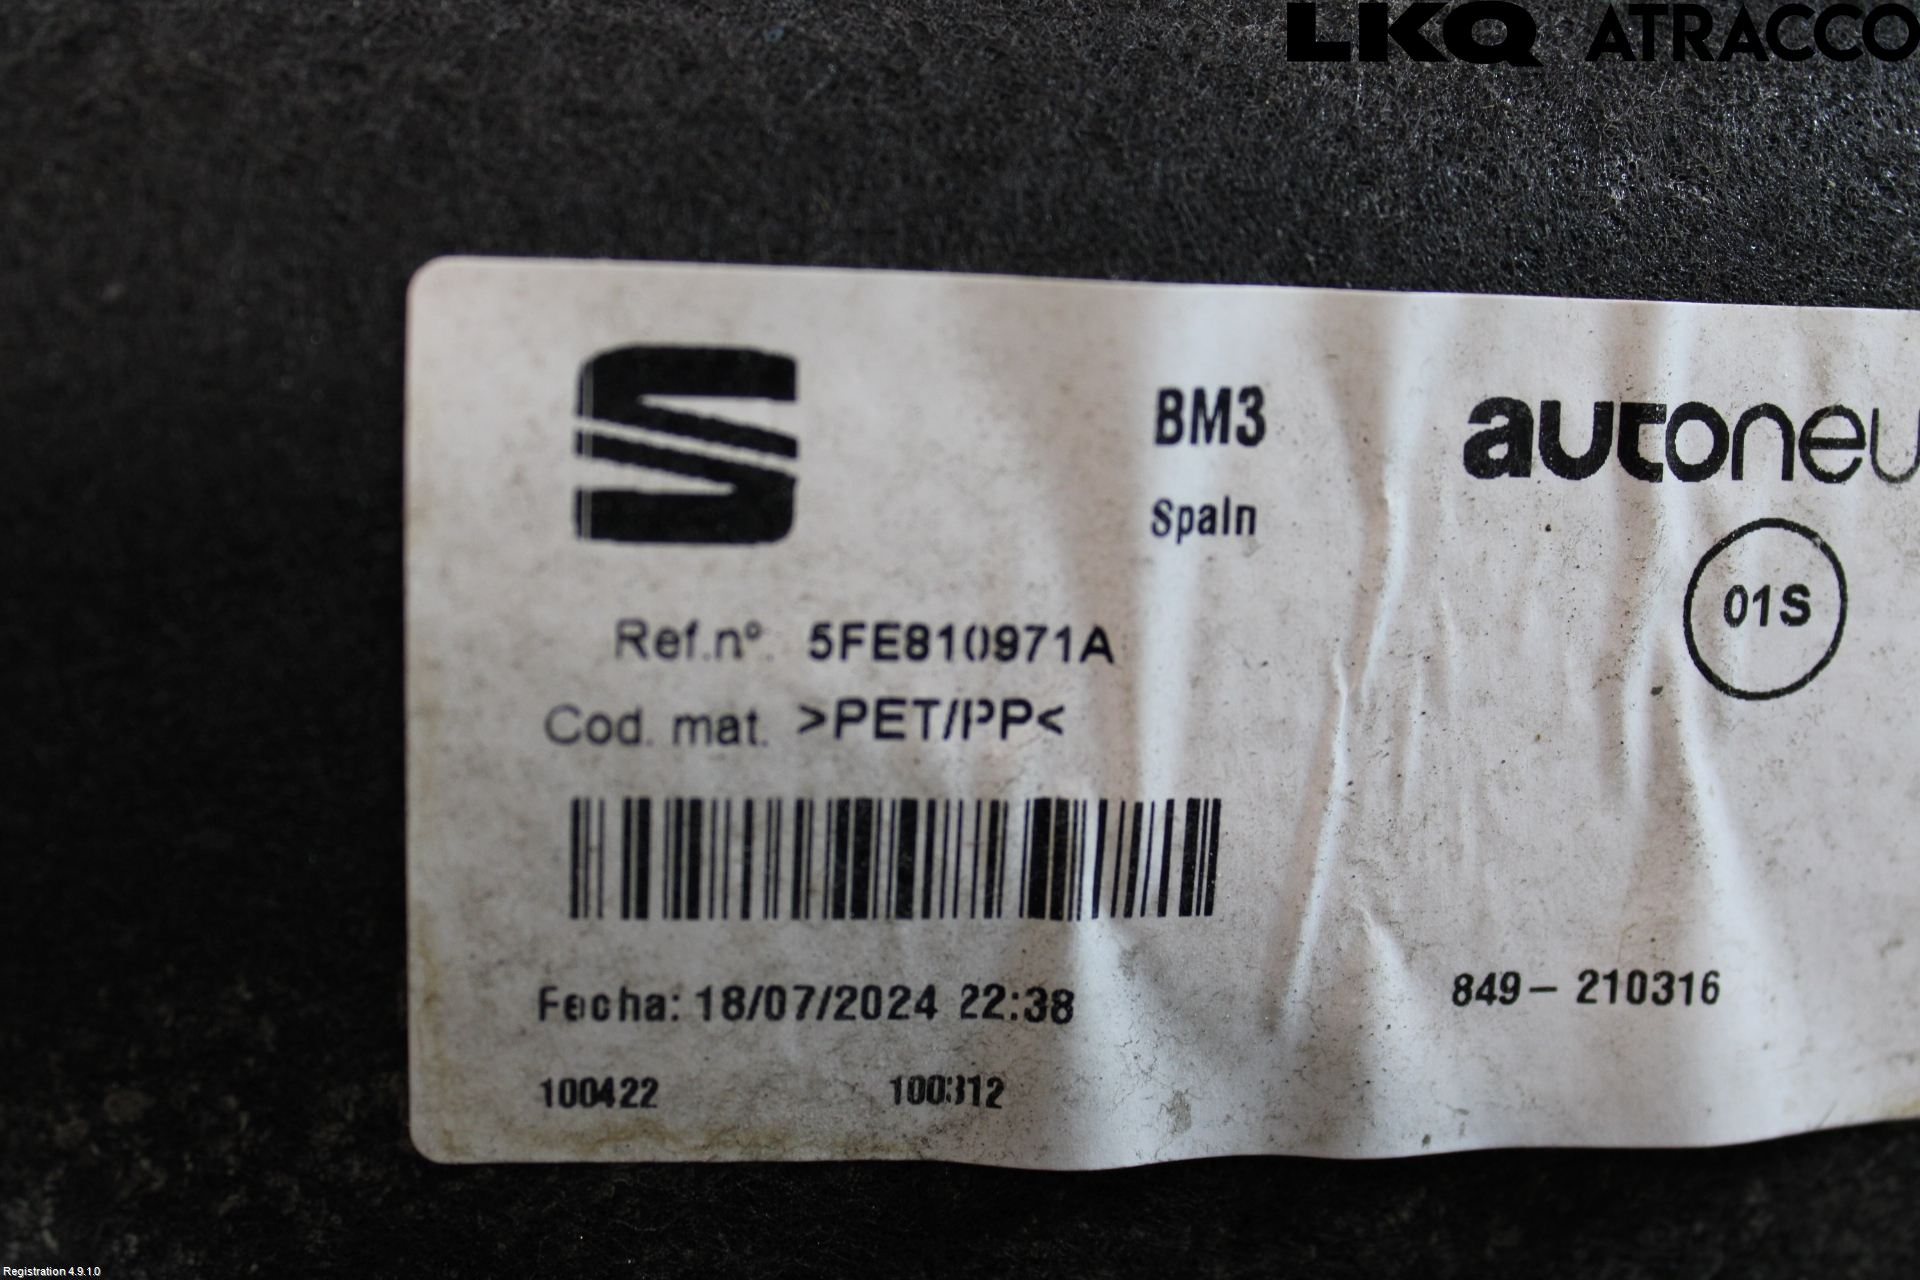 LKQ ATRACCO
BM3
autoneu
Spain
01S
Ref.nº. 5FE810971A
Cod. mat. >PET/PP<
Fecha: 18/07/2024 22:38
849- 210316
100422 100312
Registration 4.9.1.0